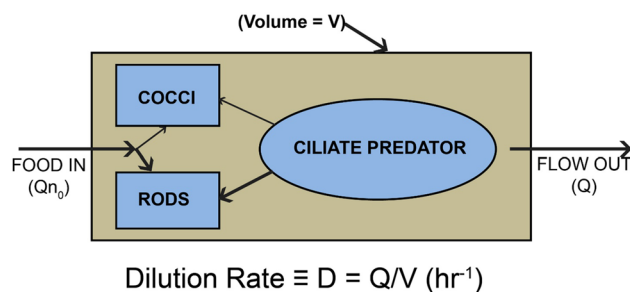 (Volume = V)
COCCI
CILIATE PREDATOR
FOOD IN
(Qn₀)
RODS
FLOW OUT
(Q)
Dilution Rate ≡ D = Q/V (hr⁻¹)